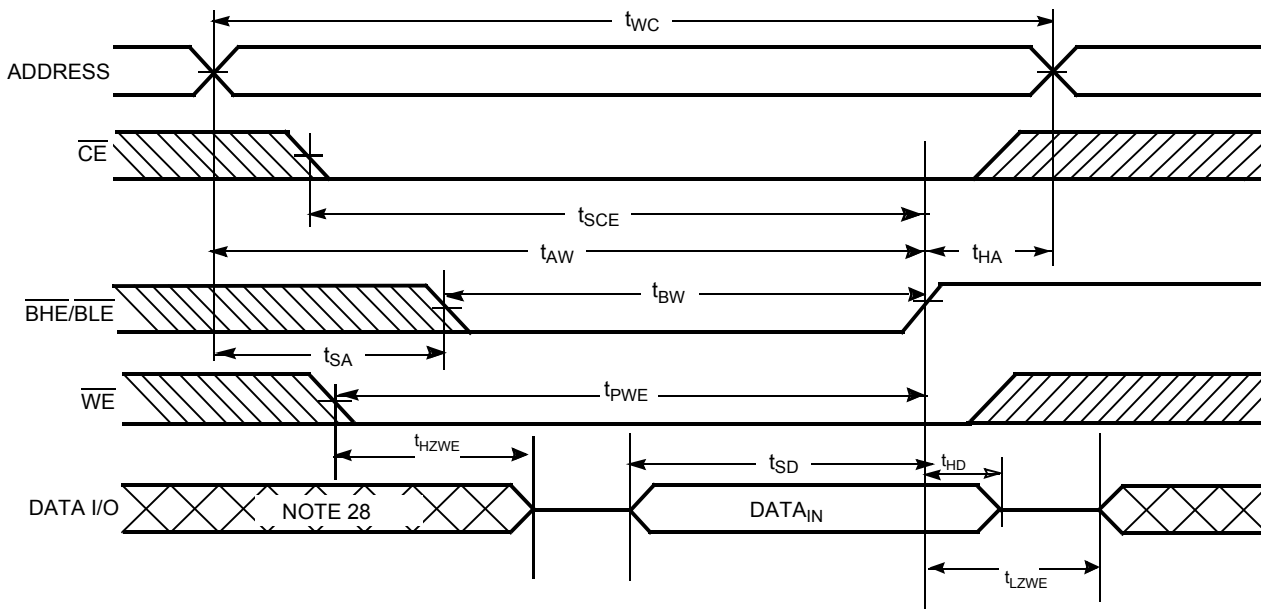 tWC
ADDRESS
CE
tSCE
tAW
tHA
BHE/BLE
tBW
tSA
WE
tPWE
tHZWE
tSD
tHD
DATA I/O
NOTE 28
DATAIN
tLZWE